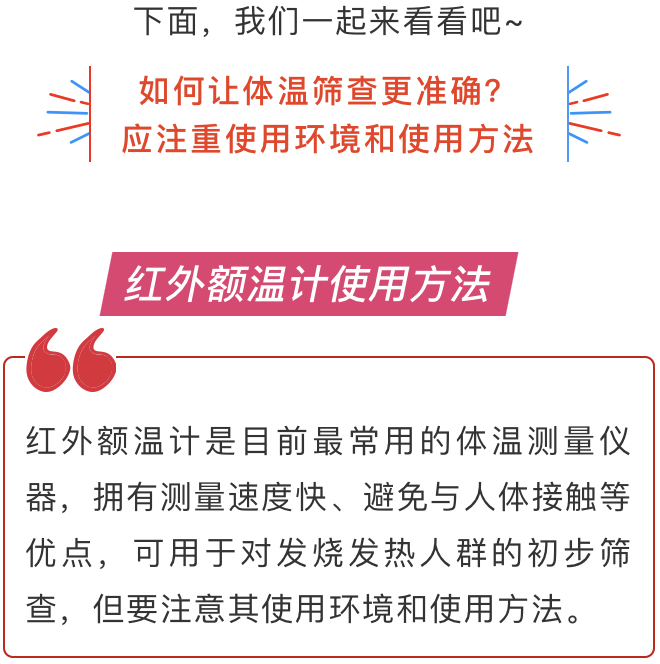 下面，我们一起来看看吧~
如何让体温筛查更准确？
应注重使用环境和使用方法
红外额温计使用方法
红外额温计是目前最常用的体温测量仪
器，拥有测量速度快、避免与人体接触等
优点，可用于对发烧发热人群的初步筛
查，但要注意其使用环境和使用方法。